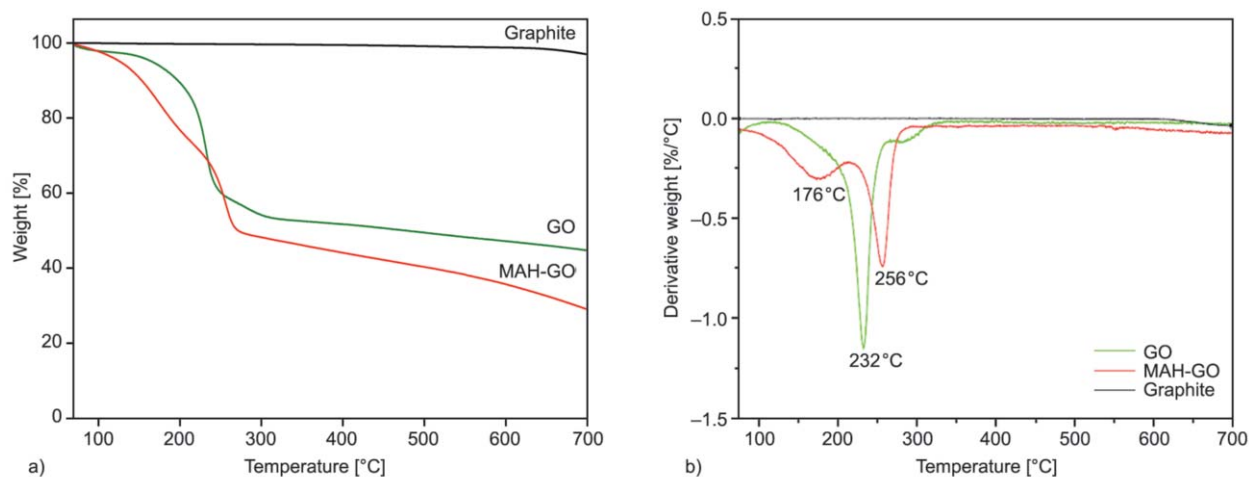 Graphite
GO
MAH-GO
Weight [%]
100
80
60
40
20
0
100
200
300
400
500
600
700
Temperature [°C]
a)
0.5
0.0
–0.5
–1.0
–1.5
Derivative weight [%/°C]
176°C
256°C
232°C
GO
MAH-GO
Graphite
100
200
300
400
500
600
700
Temperature [°C]
b)